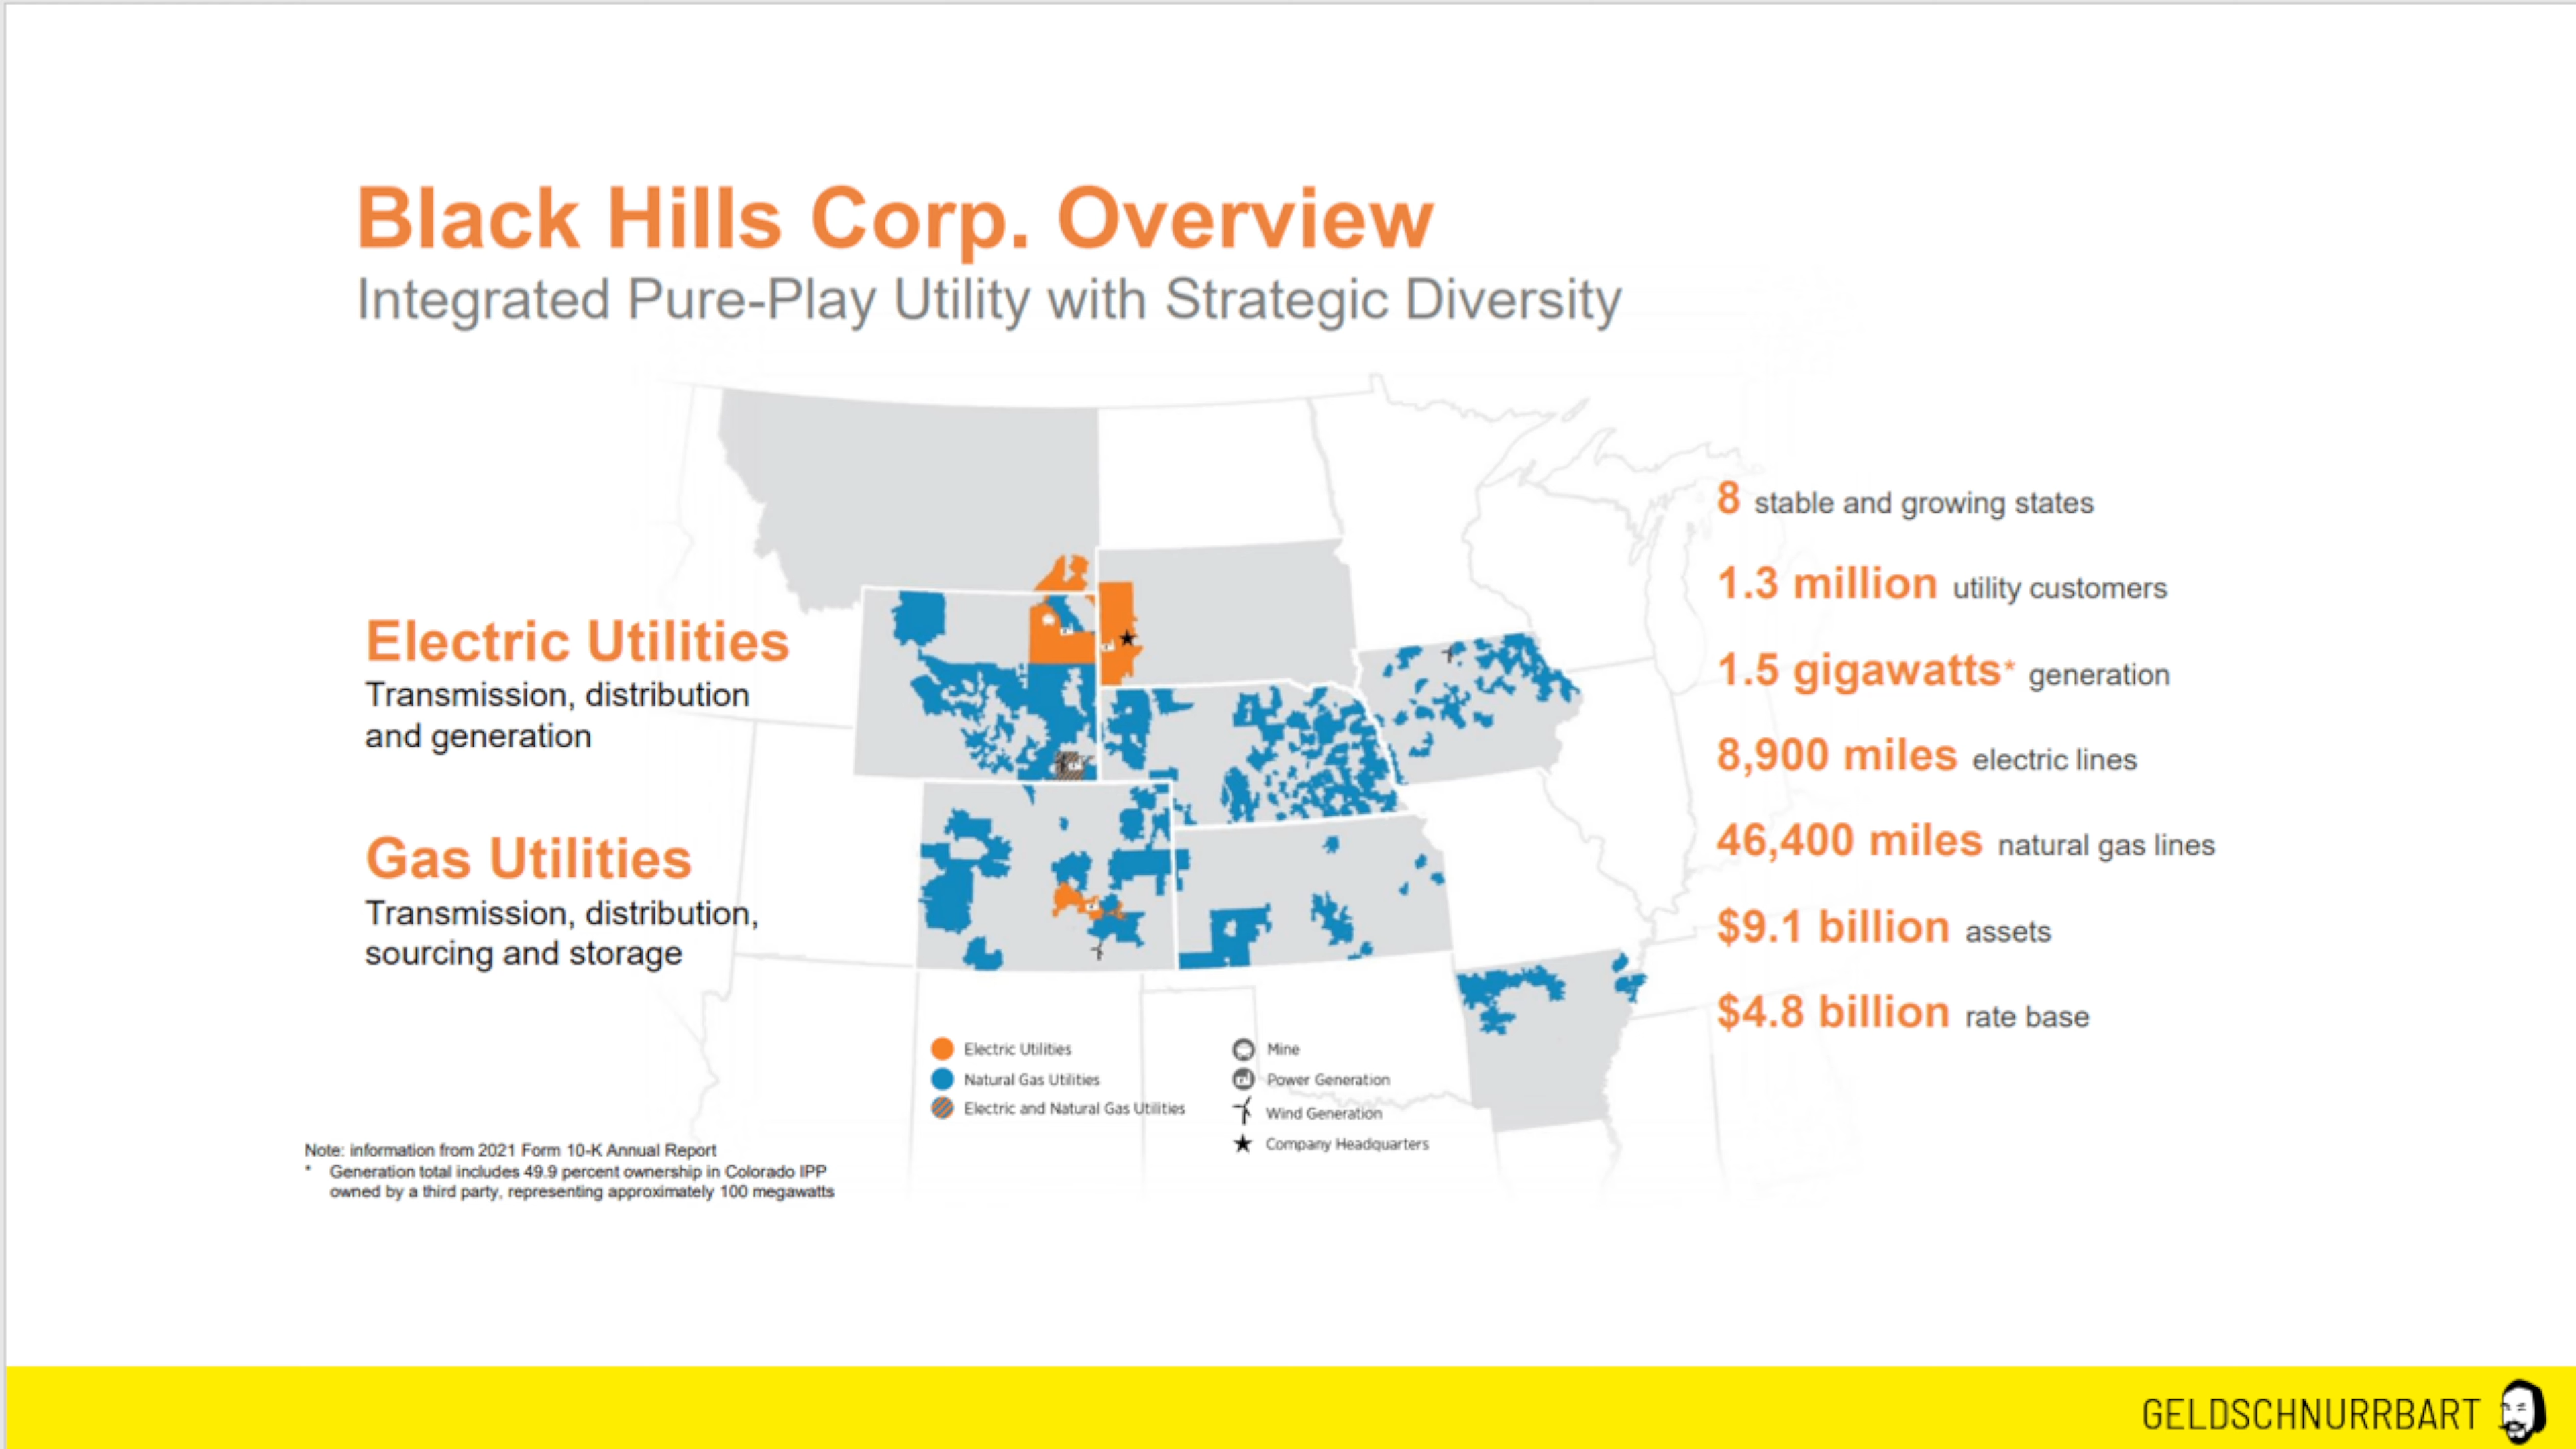 Black Hills Corp. Overview
Integrated Pure-Play Utility with Strategic Diversity
Electric Utilities
Transmission, distribution
and generation
Gas Utilities
Transmission, distribution,
sourcing and storage
8 stable and growing states
1.3 million utility customers
1.5 gigawatts* generation
8,900 miles electric lines
46,400 miles natural gas lines
$9.1 billion assets
$4.8 billion rate base
Electric Utilities
Natural Gas Utilities
Electric and Natural Gas Utilities
Mine
Power Generation
Wind Generation
Company Headquarters
Note: information from 2021 Form 10-K Annual Report
* Generation total includes 49.9 percent ownership in Colorado IPP
owned by a third party, representing approximately 100 megawatts
GELDSCHNURRBART